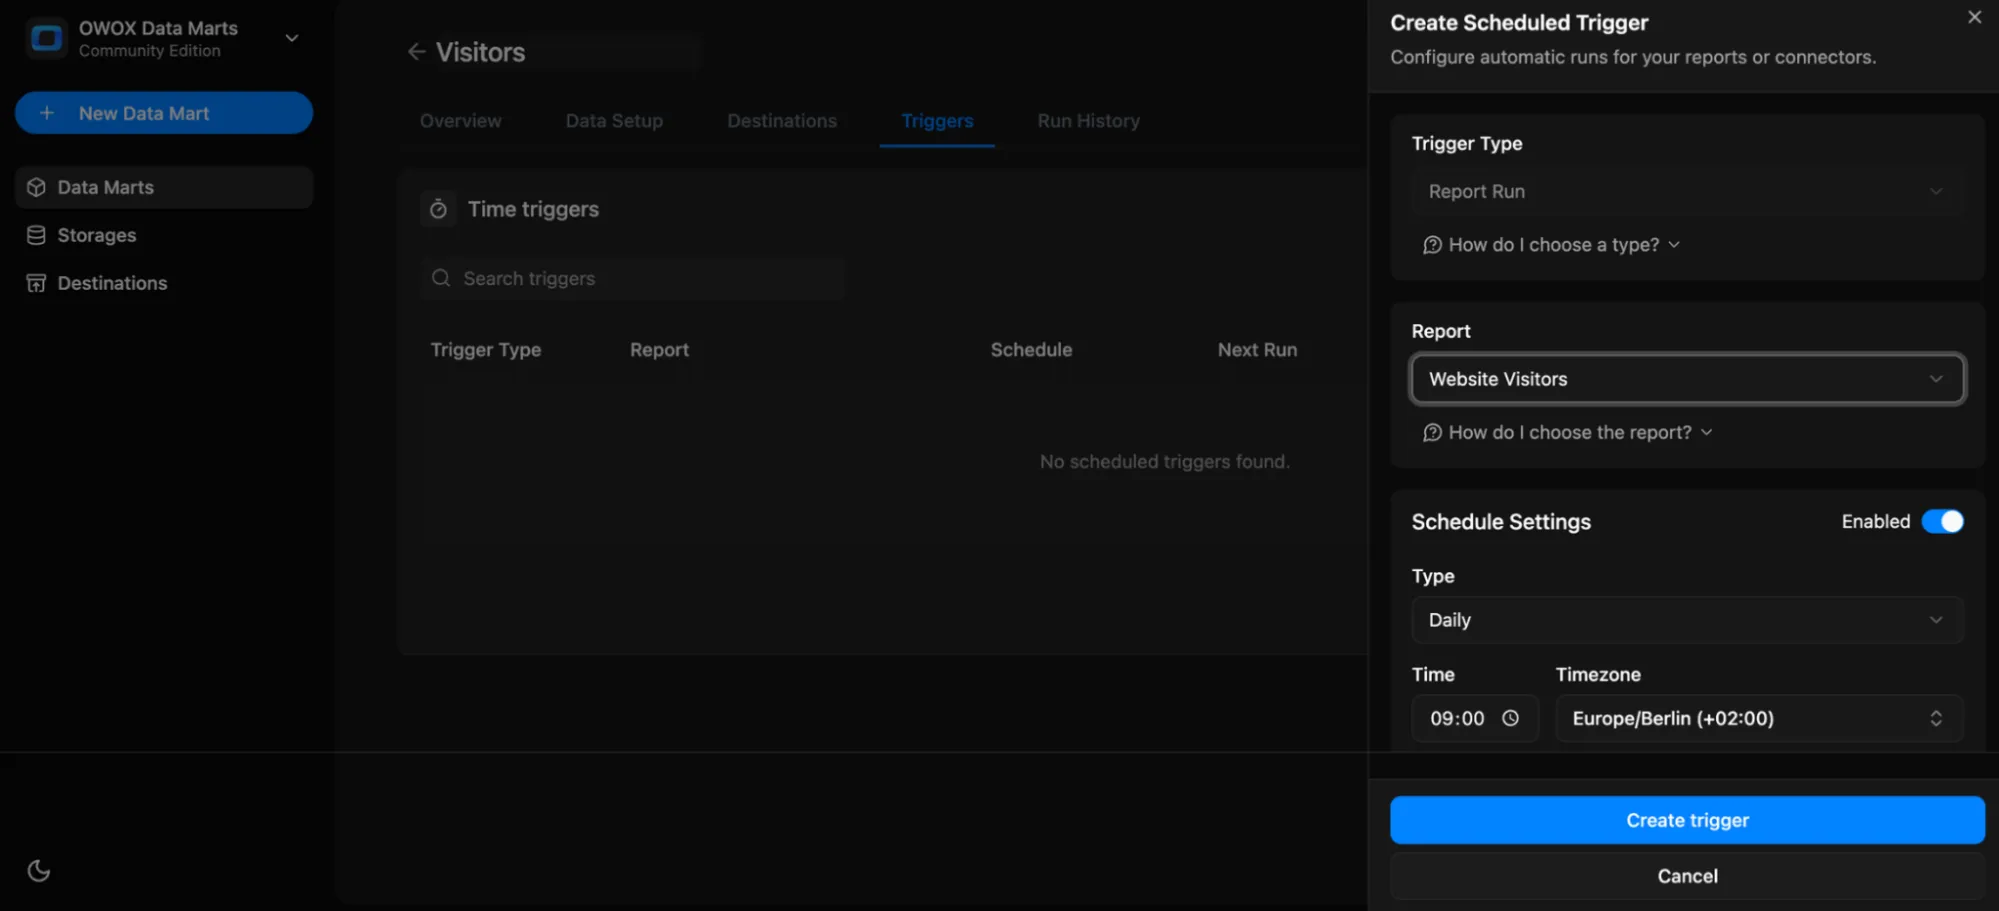 OWOX Data Marts
Community Edition
New Data Mart
Data Marts
Storages
Destinations
Visitors
Overview
Data Setup
Destinations
Triggers
Run History
Time triggers
Search triggers
Trigger Type
Report
Schedule
Next Run
No scheduled triggers found.
Create Scheduled Trigger
Configure automatic runs for your reports or connectors.
Trigger Type
Report Run
How do I choose a type?
Report
Website Visitors
How do I choose the report?
Schedule Settings
Enabled
Type
Daily
Time
Timezone
09:00
Europe/Berlin (+02:00)
Create trigger
Cancel